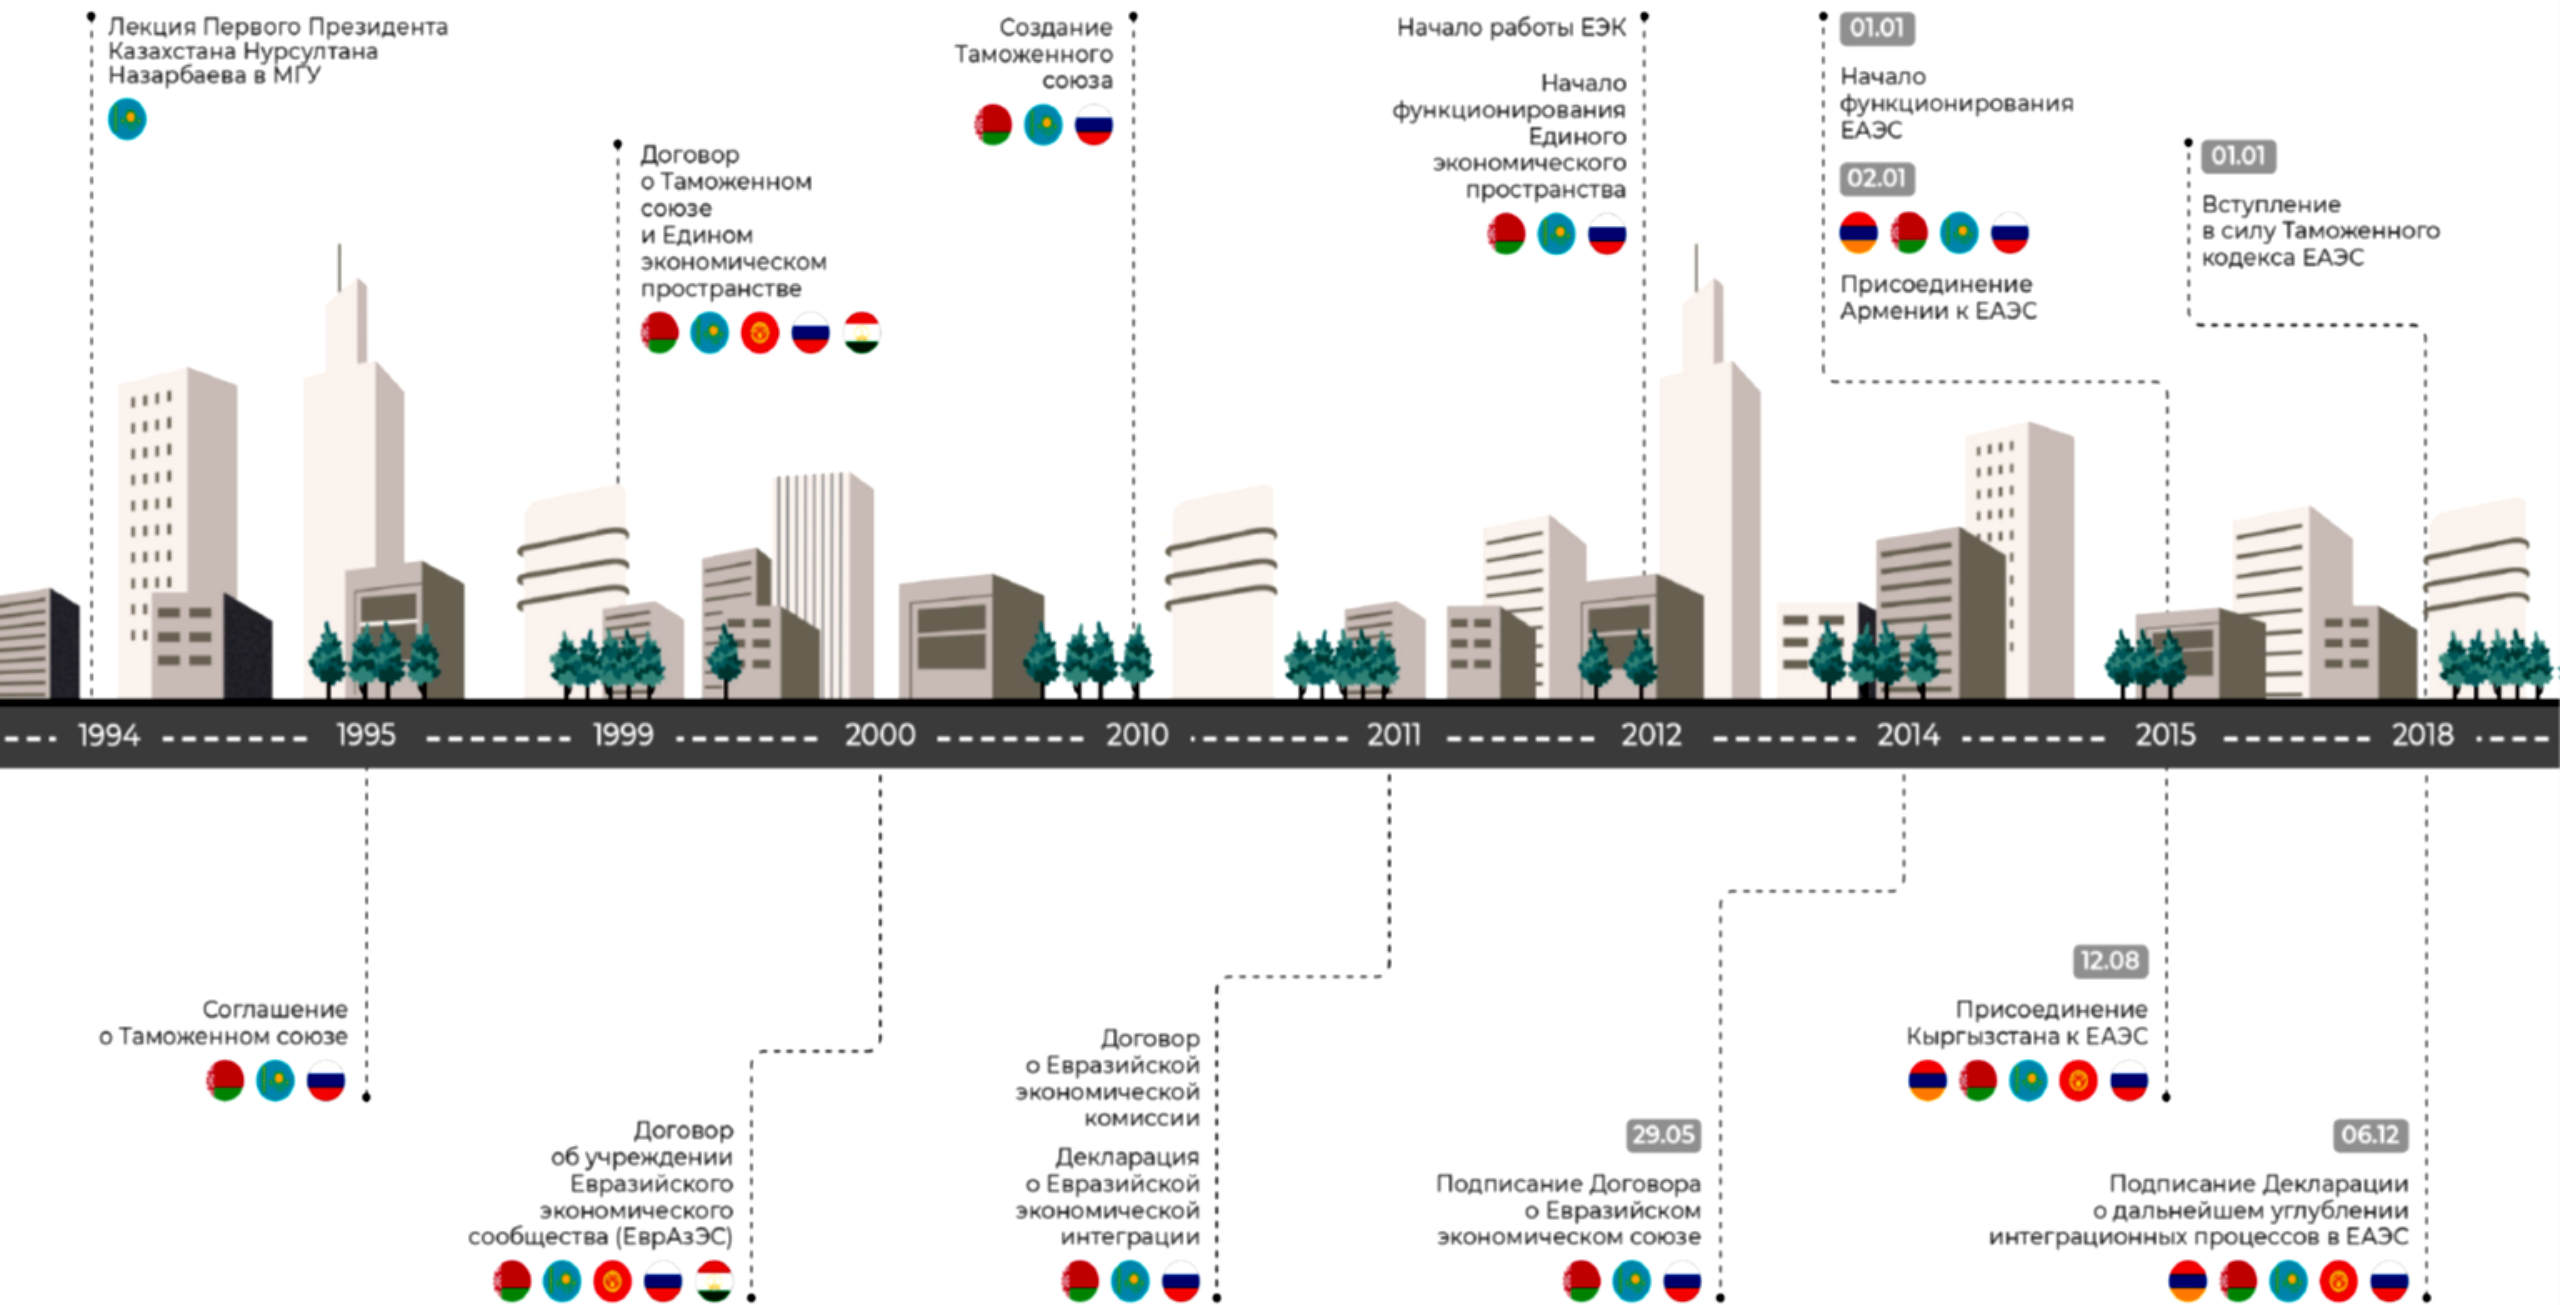 Лекция Первого Президента
Казахстана Нурсултана
Назарбаева в МГУ
Договор
о Таможенном
союзе
и Едином
экономическом
пространстве
Создание
Таможенного
союза
Начало работы ЕЭК
Начало
функционирования
Единого
экономического
пространства
01.01
Начало
функционирования
ЕАЭС
02.01
Присоединение
Армении к ЕАЭС
01.01
Вступление
в силу Таможенного
кодекса ЕАЭС
1994 1995 1999 2000 2010 2011 2012 2014 2015 2018
Соглашение
о Таможенном союзе
Договор
об учреждении
Евразийского
экономического
сообщества (ЕврАзЭС)
Договор
о Евразийской
экономической
комиссии
Декларация
о Евразийской
экономической
интеграции
29.05
Подписание Договора
о Евразийском
экономическом союзе
12.08
Присоединение
Кыргызстана к ЕАЭС
06.12
Подписание Декларации
о дальнейшем углублении
интеграционных процессов в ЕАЭС